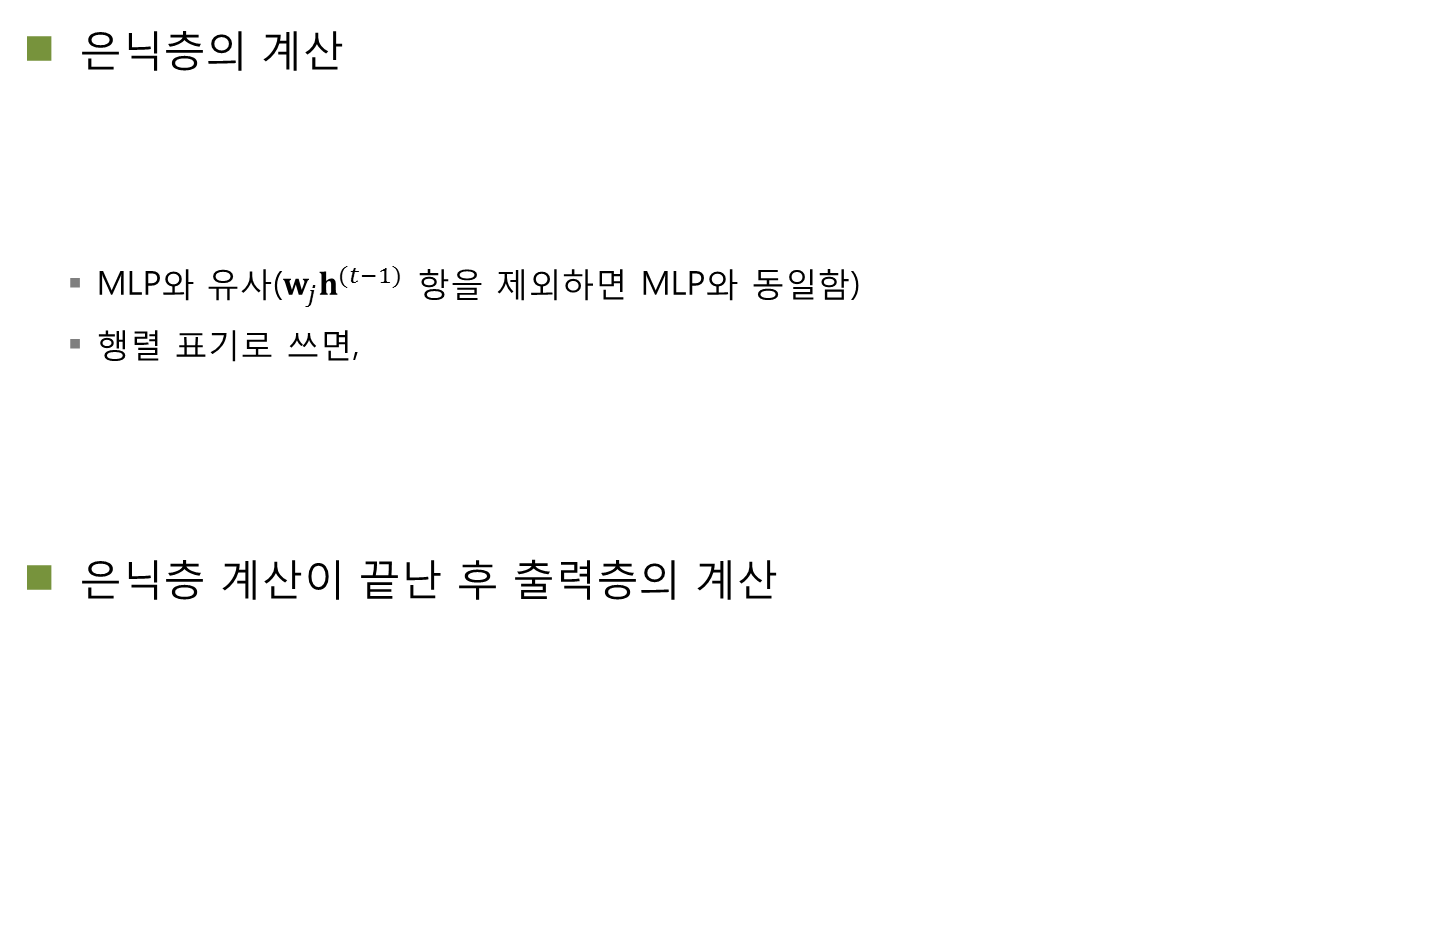 ■ 은닉층의 계산
▪ MLP와 유사(𝐰ⱼ𝐡⁽ᵗ⁻¹⁾ 항을 제외하면 MLP와 동일함)
▪ 행렬 표기로 쓰면,
■ 은닉층 계산이 끝난 후 출력층의 계산